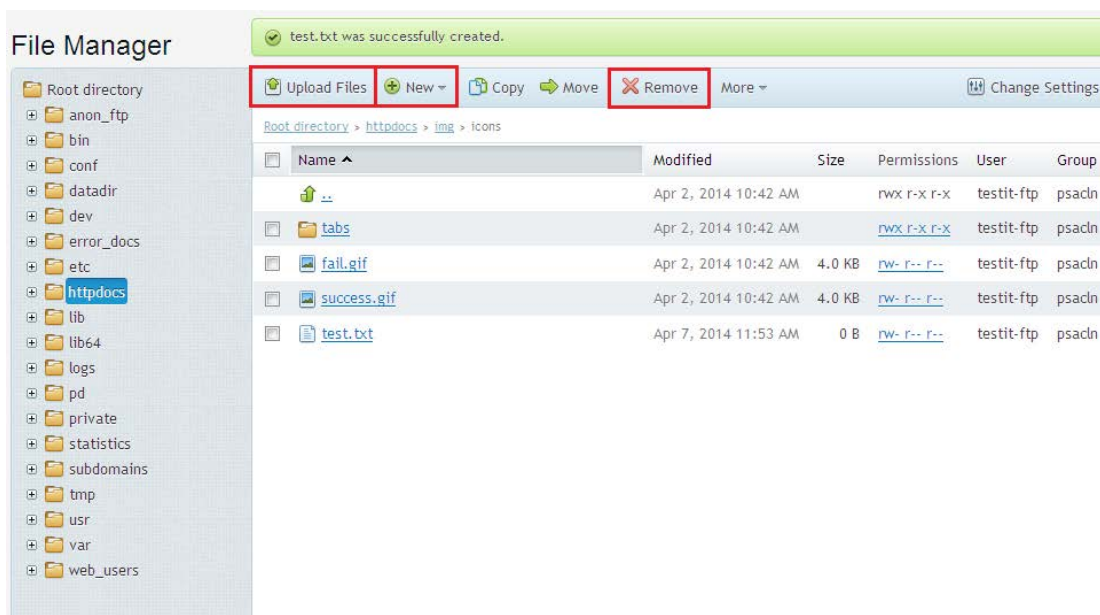 File Manager
test.txt was successfully created.
Root directory
anon_ftp
bin
conf
datadir
dev
error_docs
etc
httpdocs
lib
lib64
logs
pd
private
statistics
subdomains
tmp
usr
var
web_users
Upload Files New Copy Move Remove More Change Settings
Root directory > httpdocs > img > icons
Name Modified Size Permissions User Group
.. Apr 2, 2014 10:42 AM rwx r-x r-x testit-ftp psacln
tabs Apr 2, 2014 10:42 AM rwx r-x r-x testit-ftp psacln
fail.gif Apr 2, 2014 10:42 AM 4.0 KB rw- r-- r-- testit-ftp psacln
success.gif Apr 2, 2014 10:42 AM 4.0 KB rw- r-- r-- testit-ftp psacln
test.txt Apr 7, 2014 11:53 AM 0 B rw- r-- r-- testit-ftp psacln